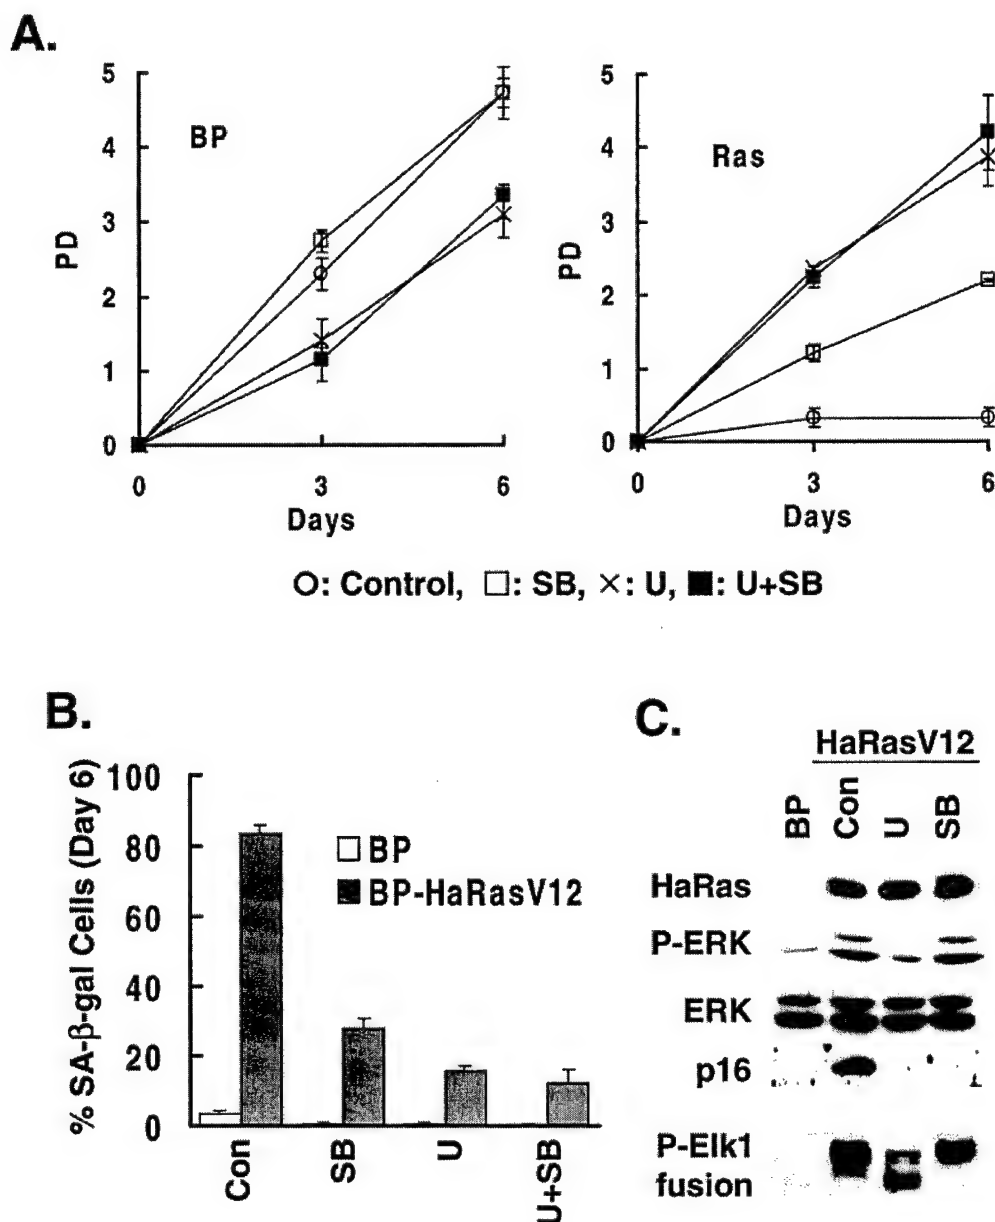 A.
5
4
3
2
1
0
PD
BP
0 3 6
Days
5
4
3
2
1
0
PD
Ras
0 3 6
Days
O: Control, □: SB, ×: U, ■: U+SB
B.
% SA-β-gal Cells (Day 6)
100
80
60
40
20
0
BP
BP-HaRasV12
Con SB U U+SB
C.
HaRasV12
BP Con U SB
HaRas
P-ERK
ERK
p16
P-Elk1
fusion